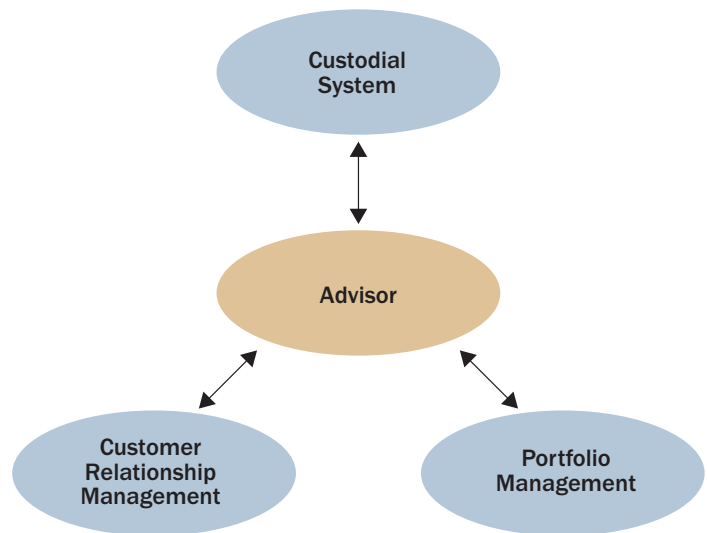 Custodial
System
Advisor
Customer
Relationship
Management
Portfolio
Management